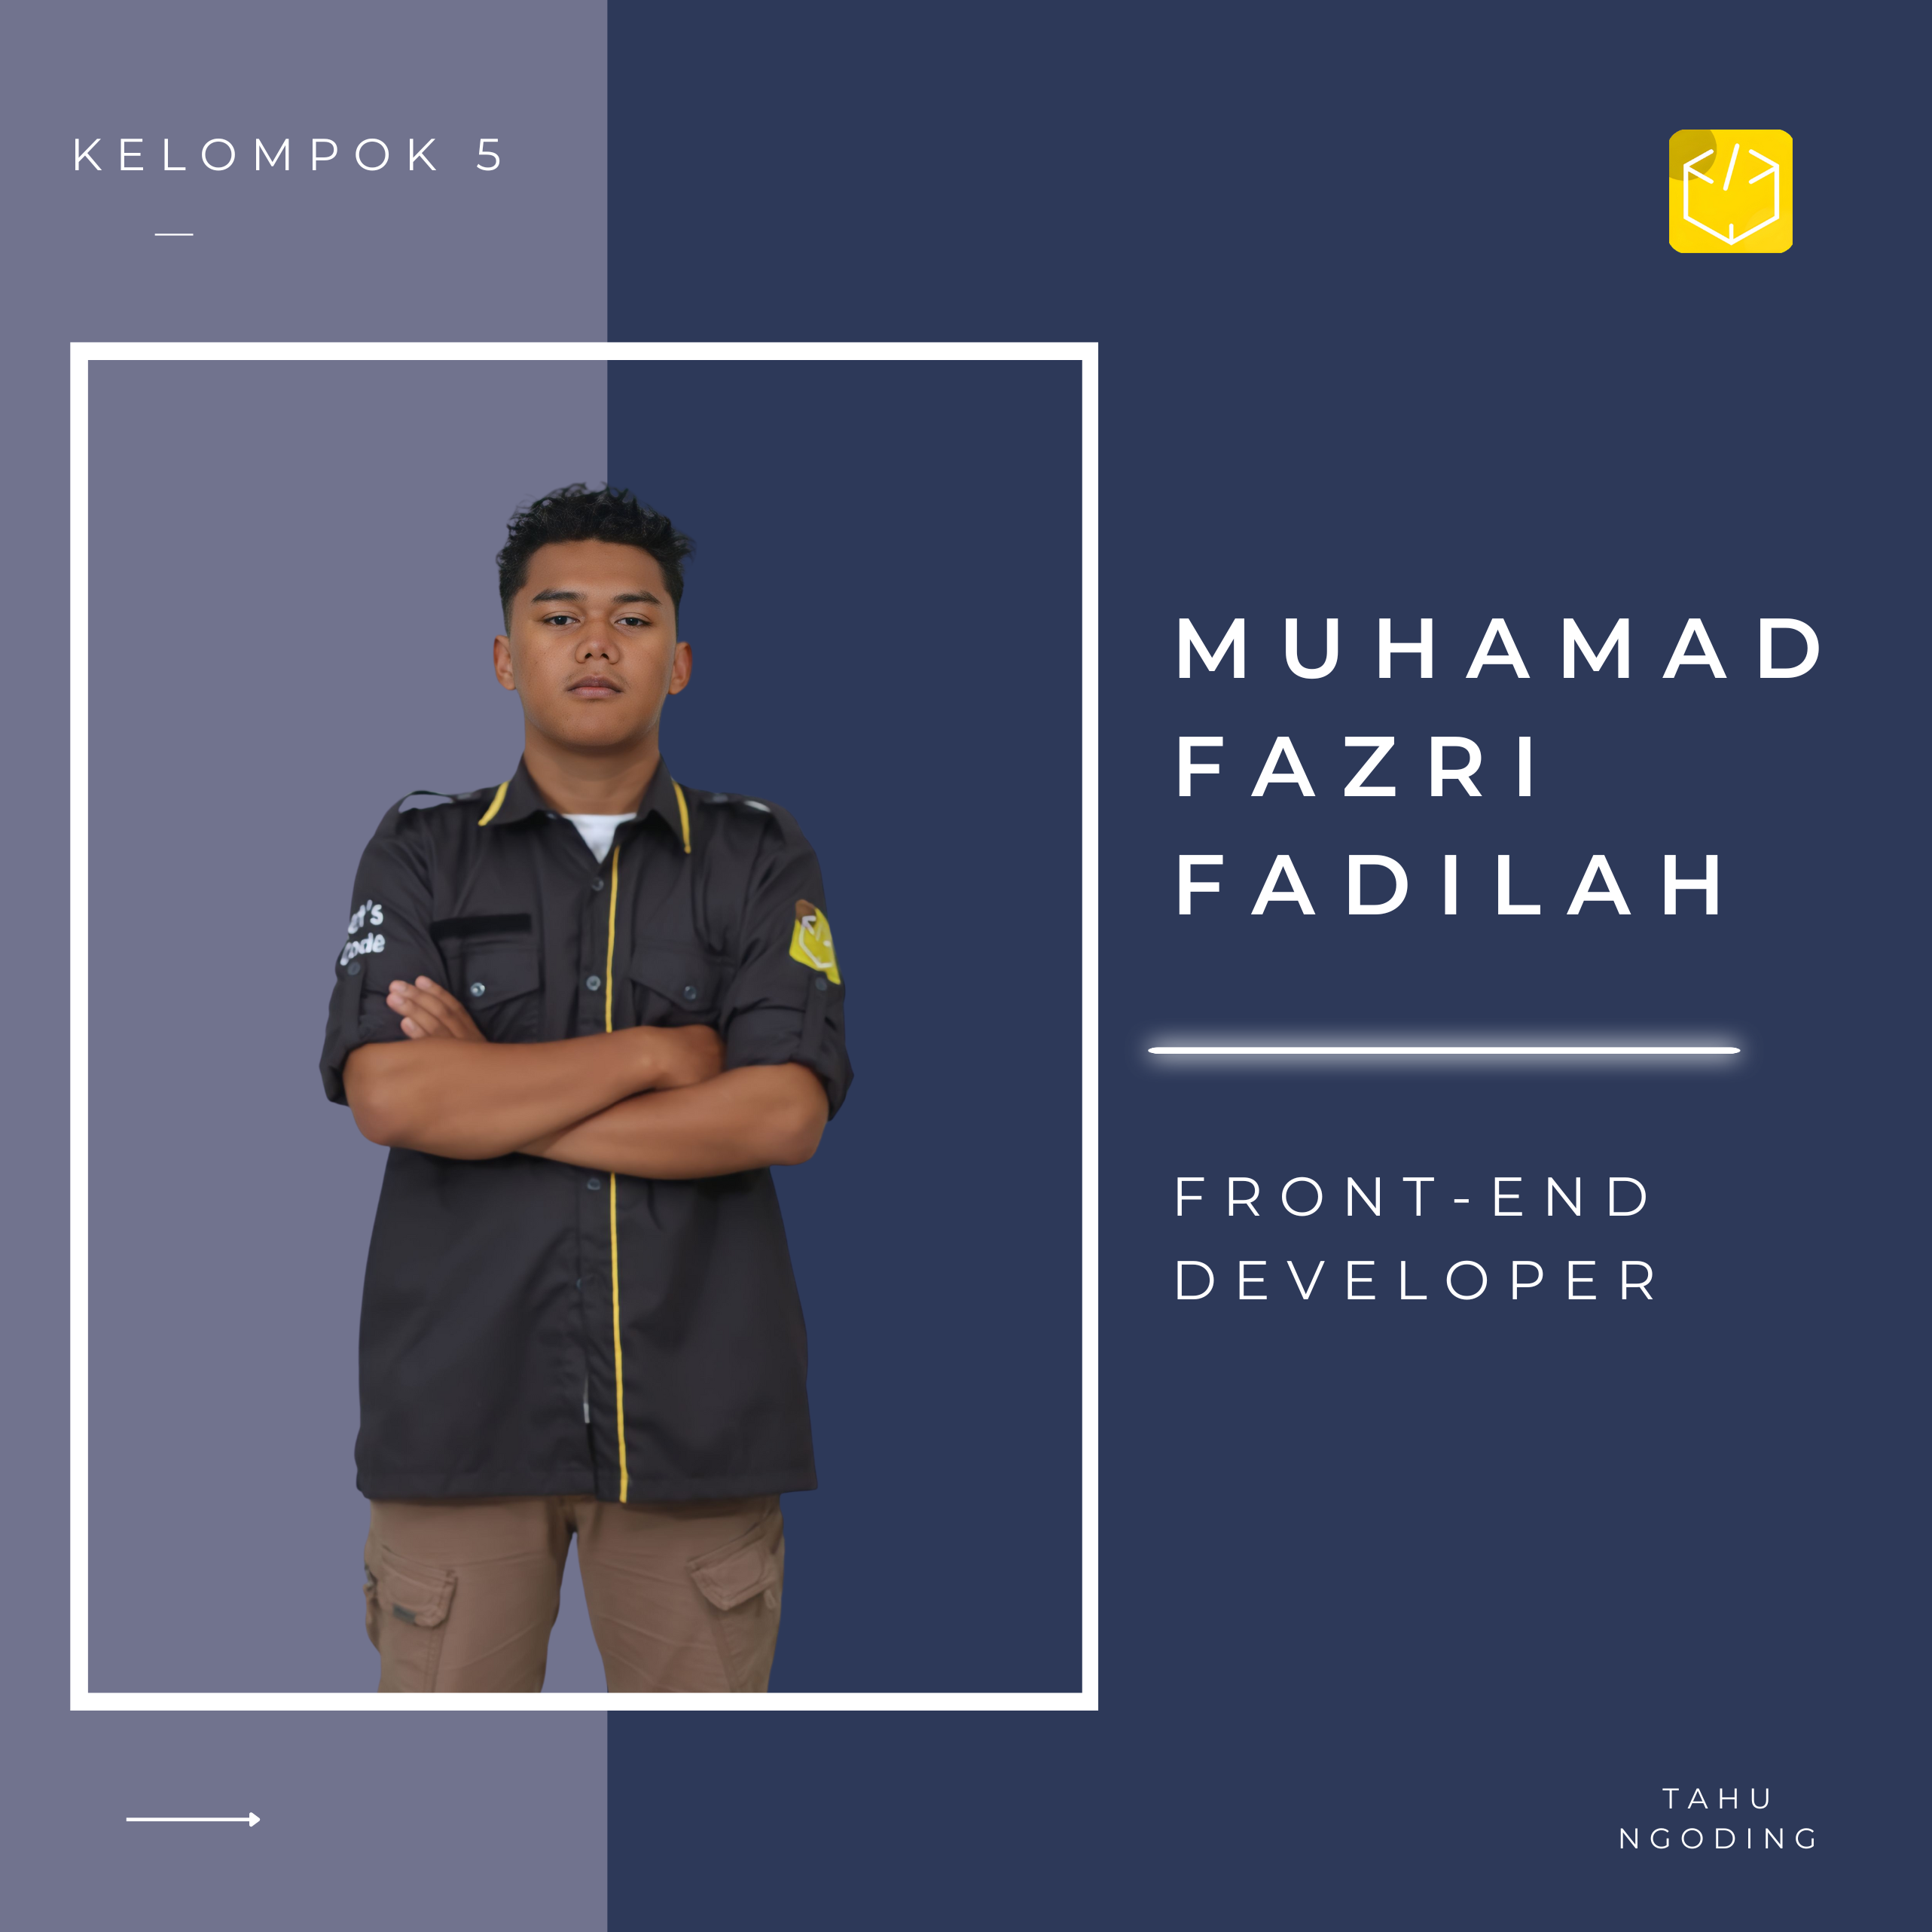 KELOMPOK 5
MUHAMAD
FAZRI
FADILAH
FRONT-END
DEVELOPER
TAHU
NGODING